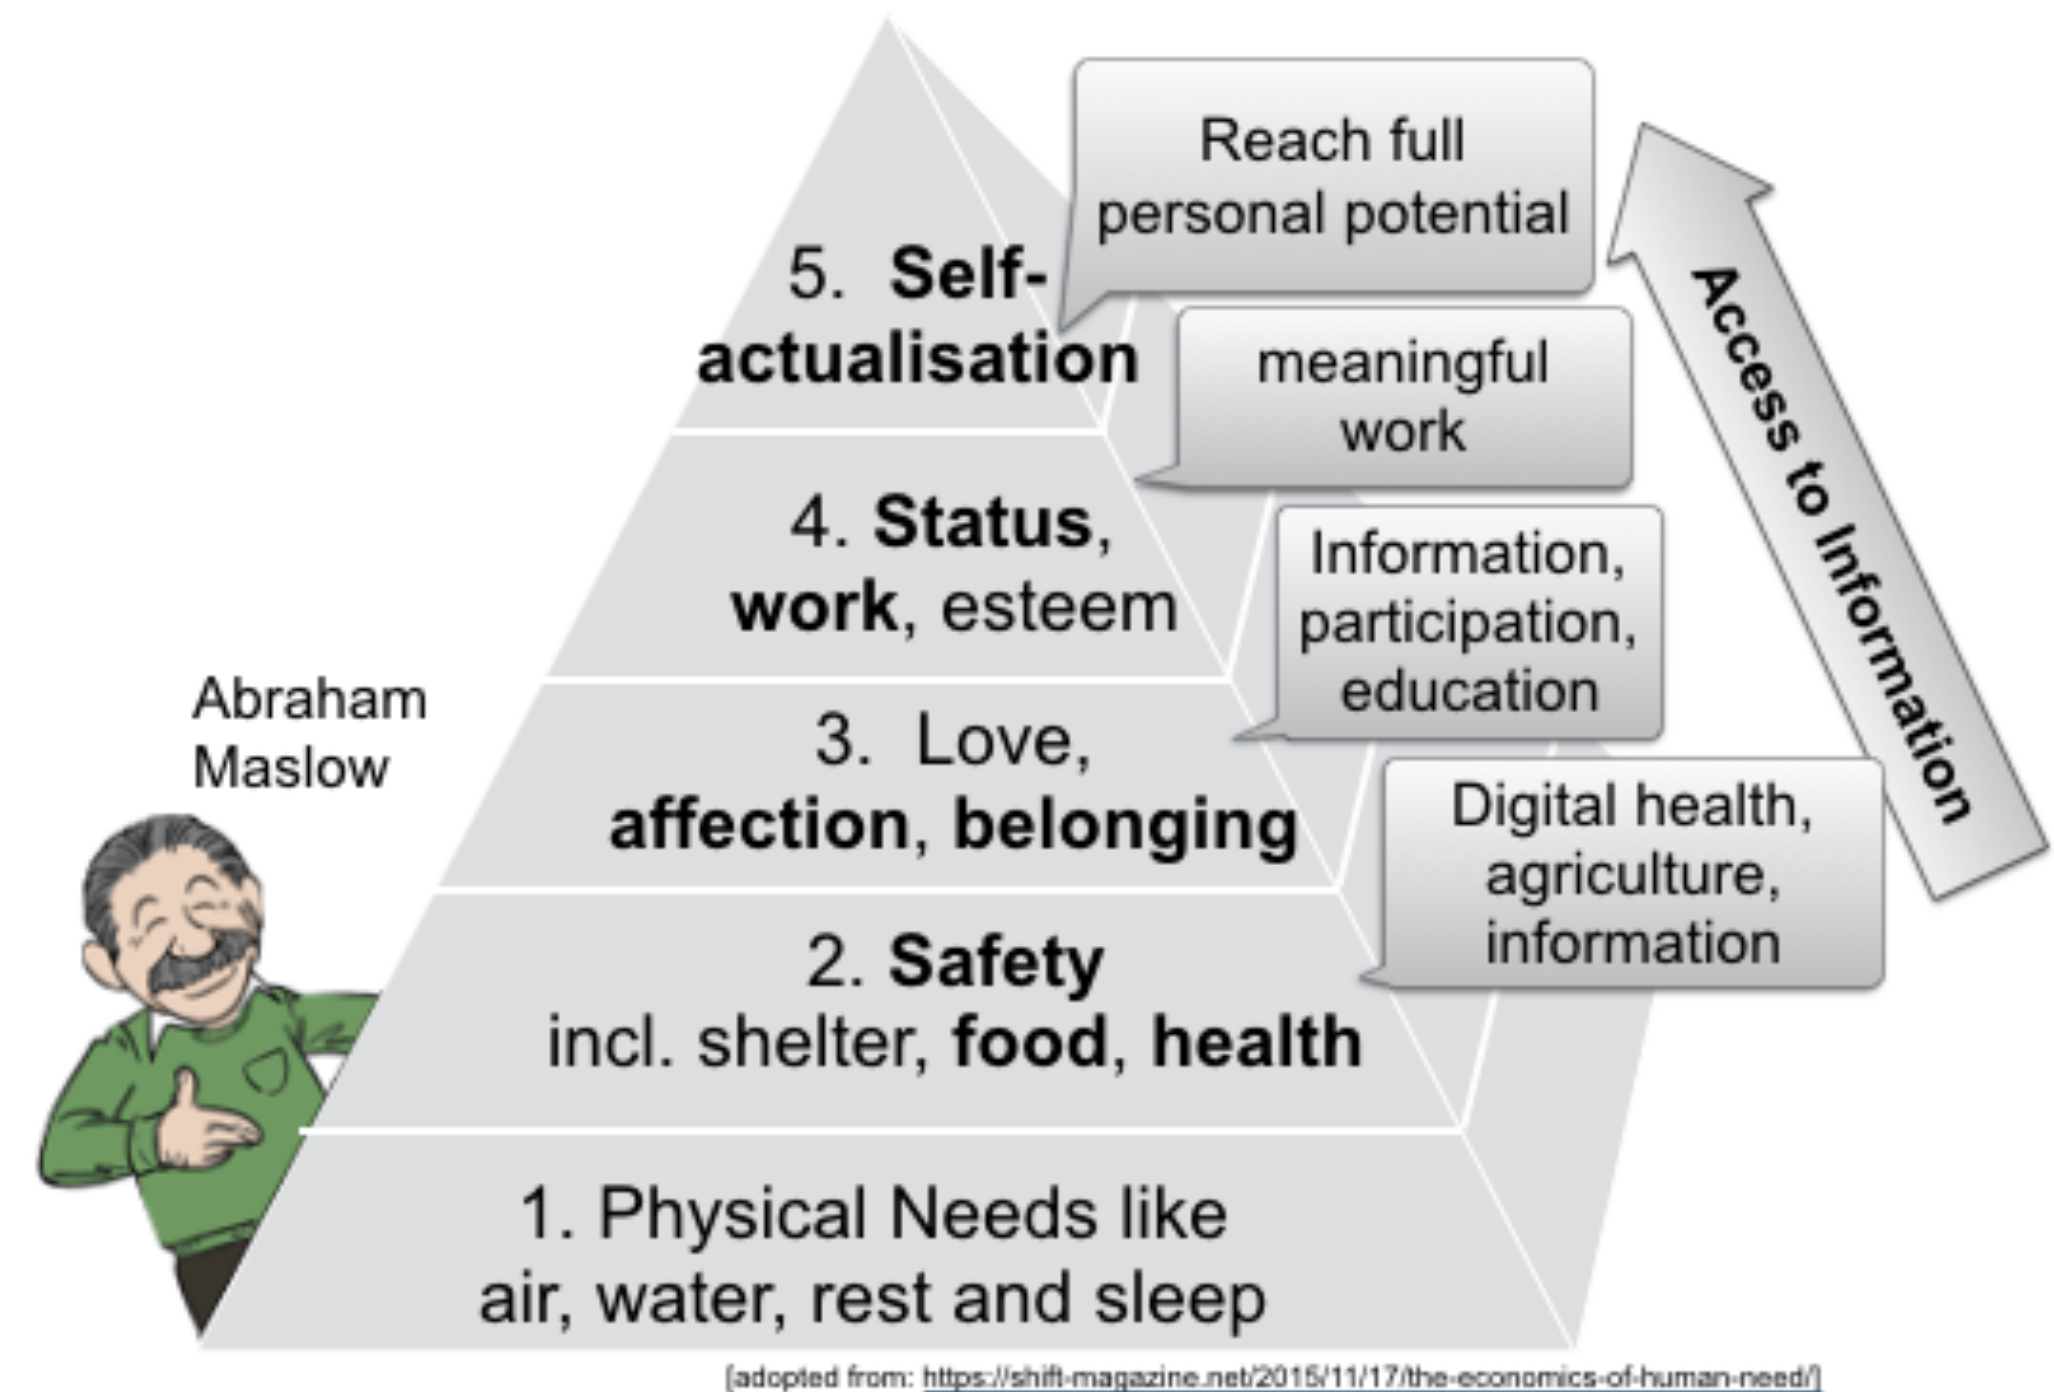 Reach full
personal potential
5. Self-
actualisation
meaningful
work
4. Status,
work, esteem
Information,
participation,
education
Access to Information
Abraham
Maslow
3. Love,
affection, belonging
Digital health,
agriculture,
information
2. Safety
incl. shelter, food, health
1. Physical Needs like
air, water, rest and sleep
[adopted from: https://shift-magazine.net/2015/11/17/the-economics-of-human-need/]